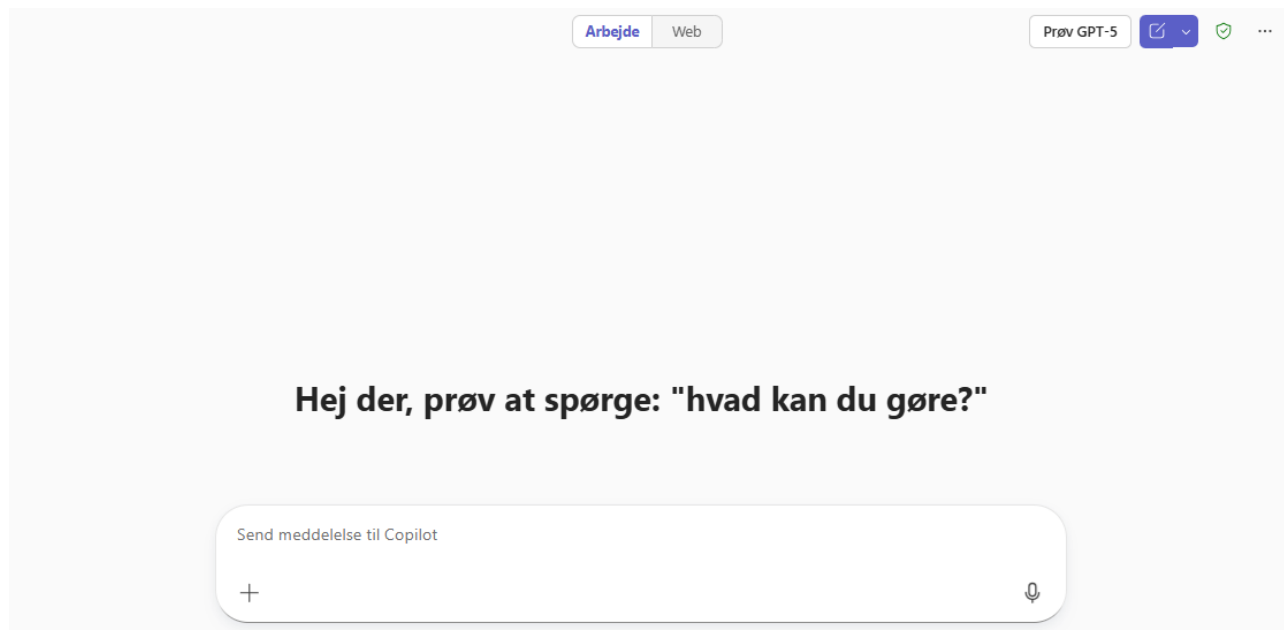 Arbejde Web Prøv GPT-5
Hej der, prøv at spørge: "hvad kan du gøre?"
Send meddelelse til Copilot